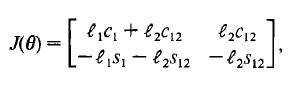 J(θ) = [ ℓ₁c₁ + ℓ₂c₁₂   ℓ₂c₁₂
−ℓ₁s₁ − ℓ₂s₁₂   −ℓ₂s₁₂ ],